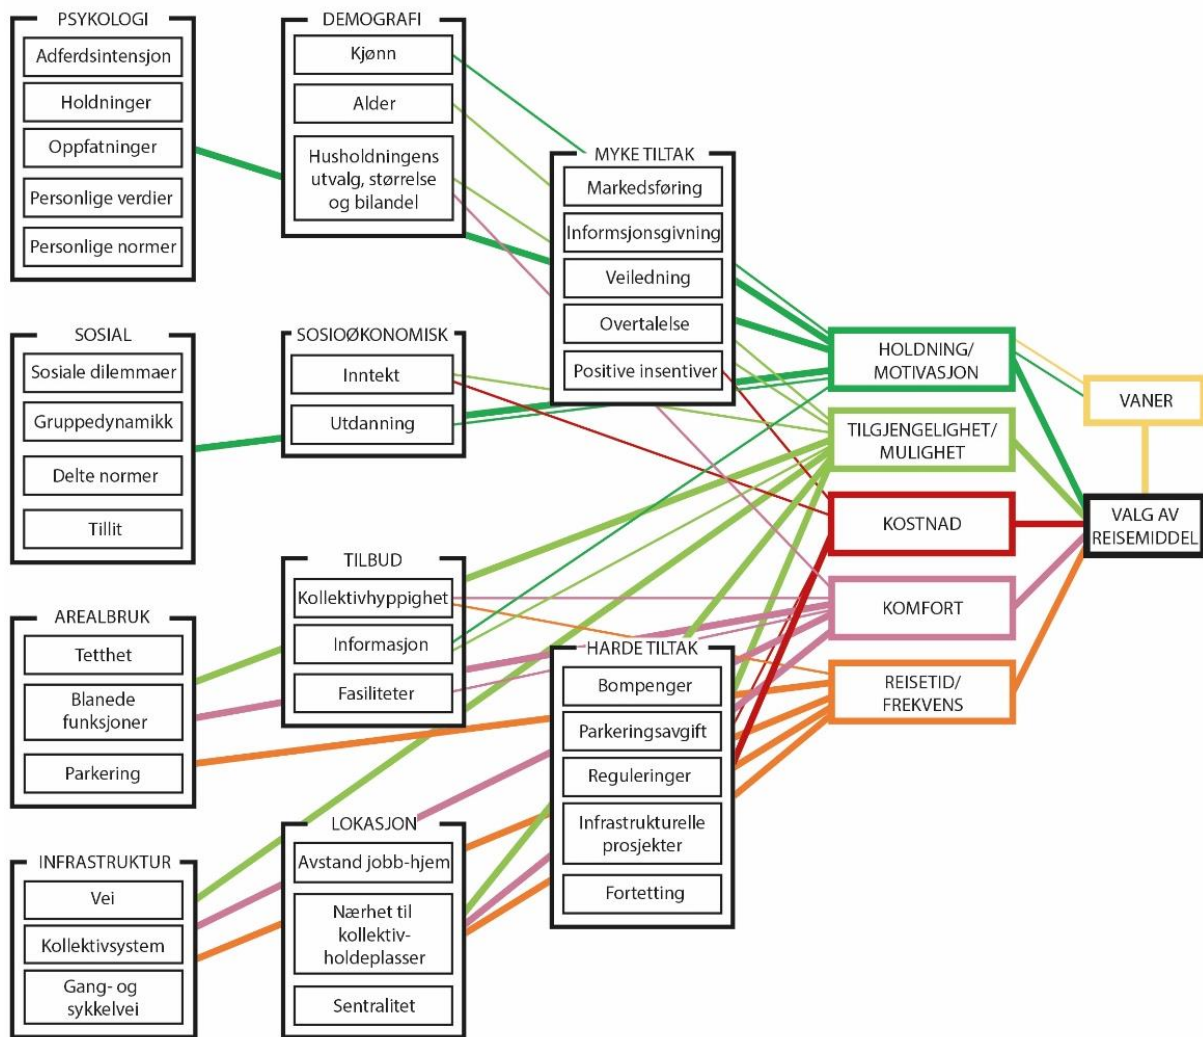 PSYKOLOGI
Adferdsintensjon
Holdninger
Oppfatninger
Personlige verdier
Personlige normer
SOSIAL
Sosiale dilemmaer
Gruppedynamikk
Delte normer
Tillit
AREALBRUK
Tetthet
Blanede
funksjoner
Parkering
INFRASTRUKTUR
Vei
Kollektivsystem
Gang- og
sykkelvei
DEMOGRAFI
Kjønn
Alder
Husholdningens
utvalg, størrelse
og bilandel
SOSIOØKONOMISK
Inntekt
Utdanning
TILBUD
Kollektivhyppighet
Informasjon
Fasiliteter
LOKASJON
Avstand jobb-hjem
Nærhet til
kollektiv-
holdeplasser
Sentralitet
MYKE TILTAK
Markedsføring
Informsjonsgivning
Veiledning
Overtalelse
Positive insentiver
HARDE TILTAK
Bompenger
Parkeringsavgift
Reguleringer
Infrastrukturelle
prosjekter
Fortetting
HOLDNING/
MOTIVASJON
TILGJENGELIGHET/
MULIGHET
KOSTNAD
KOMFORT
REISETID/
FREKVENS
VANER
VALG AV
REISEMIDDEL